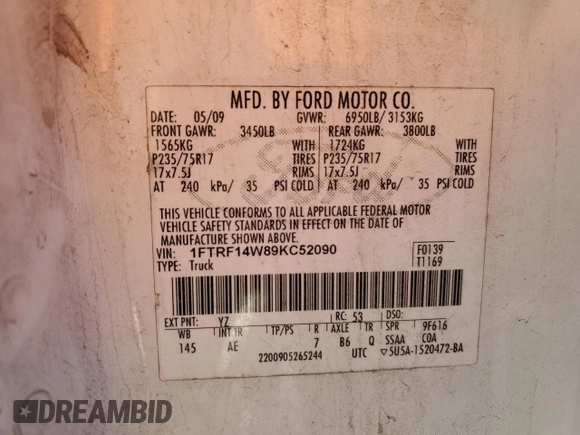 MFD. BY FORD MOTOR CO.
DATE: 05/09 GVWR: 6950LB/ 3153KG
FRONT GAWR: 3450LB REAR GAWR: 3800LB
1565KG WITH 1724KG WITH
P235/75R17 TIRES P235/75R17 TIRES
17x7.5J RIMS 17x7.5J RIMS
AT 240 kPa/ 35 PSI COLD AT 240 kPa/ 35 PSI COLD
THIS VEHICLE CONFORMS TO ALL APPLICABLE FEDERAL MOTOR
VEHICLE SAFETY STANDARDS IN EFFECT ON THE DATE OF
MANUFACTURE SHOWN ABOVE.
VIN: 1FTRF14W89KC52090 F0139
TYPE: Truck T1169
EXT PNT: YZ RC: 53 DSO:
WB INT TR TP/PS R AXLE TR SPR 9F616
145 AE 7 B6 Q SSAA COA
2200905265244 UTC ▽5U5A-1520472-BA
DREAMBID